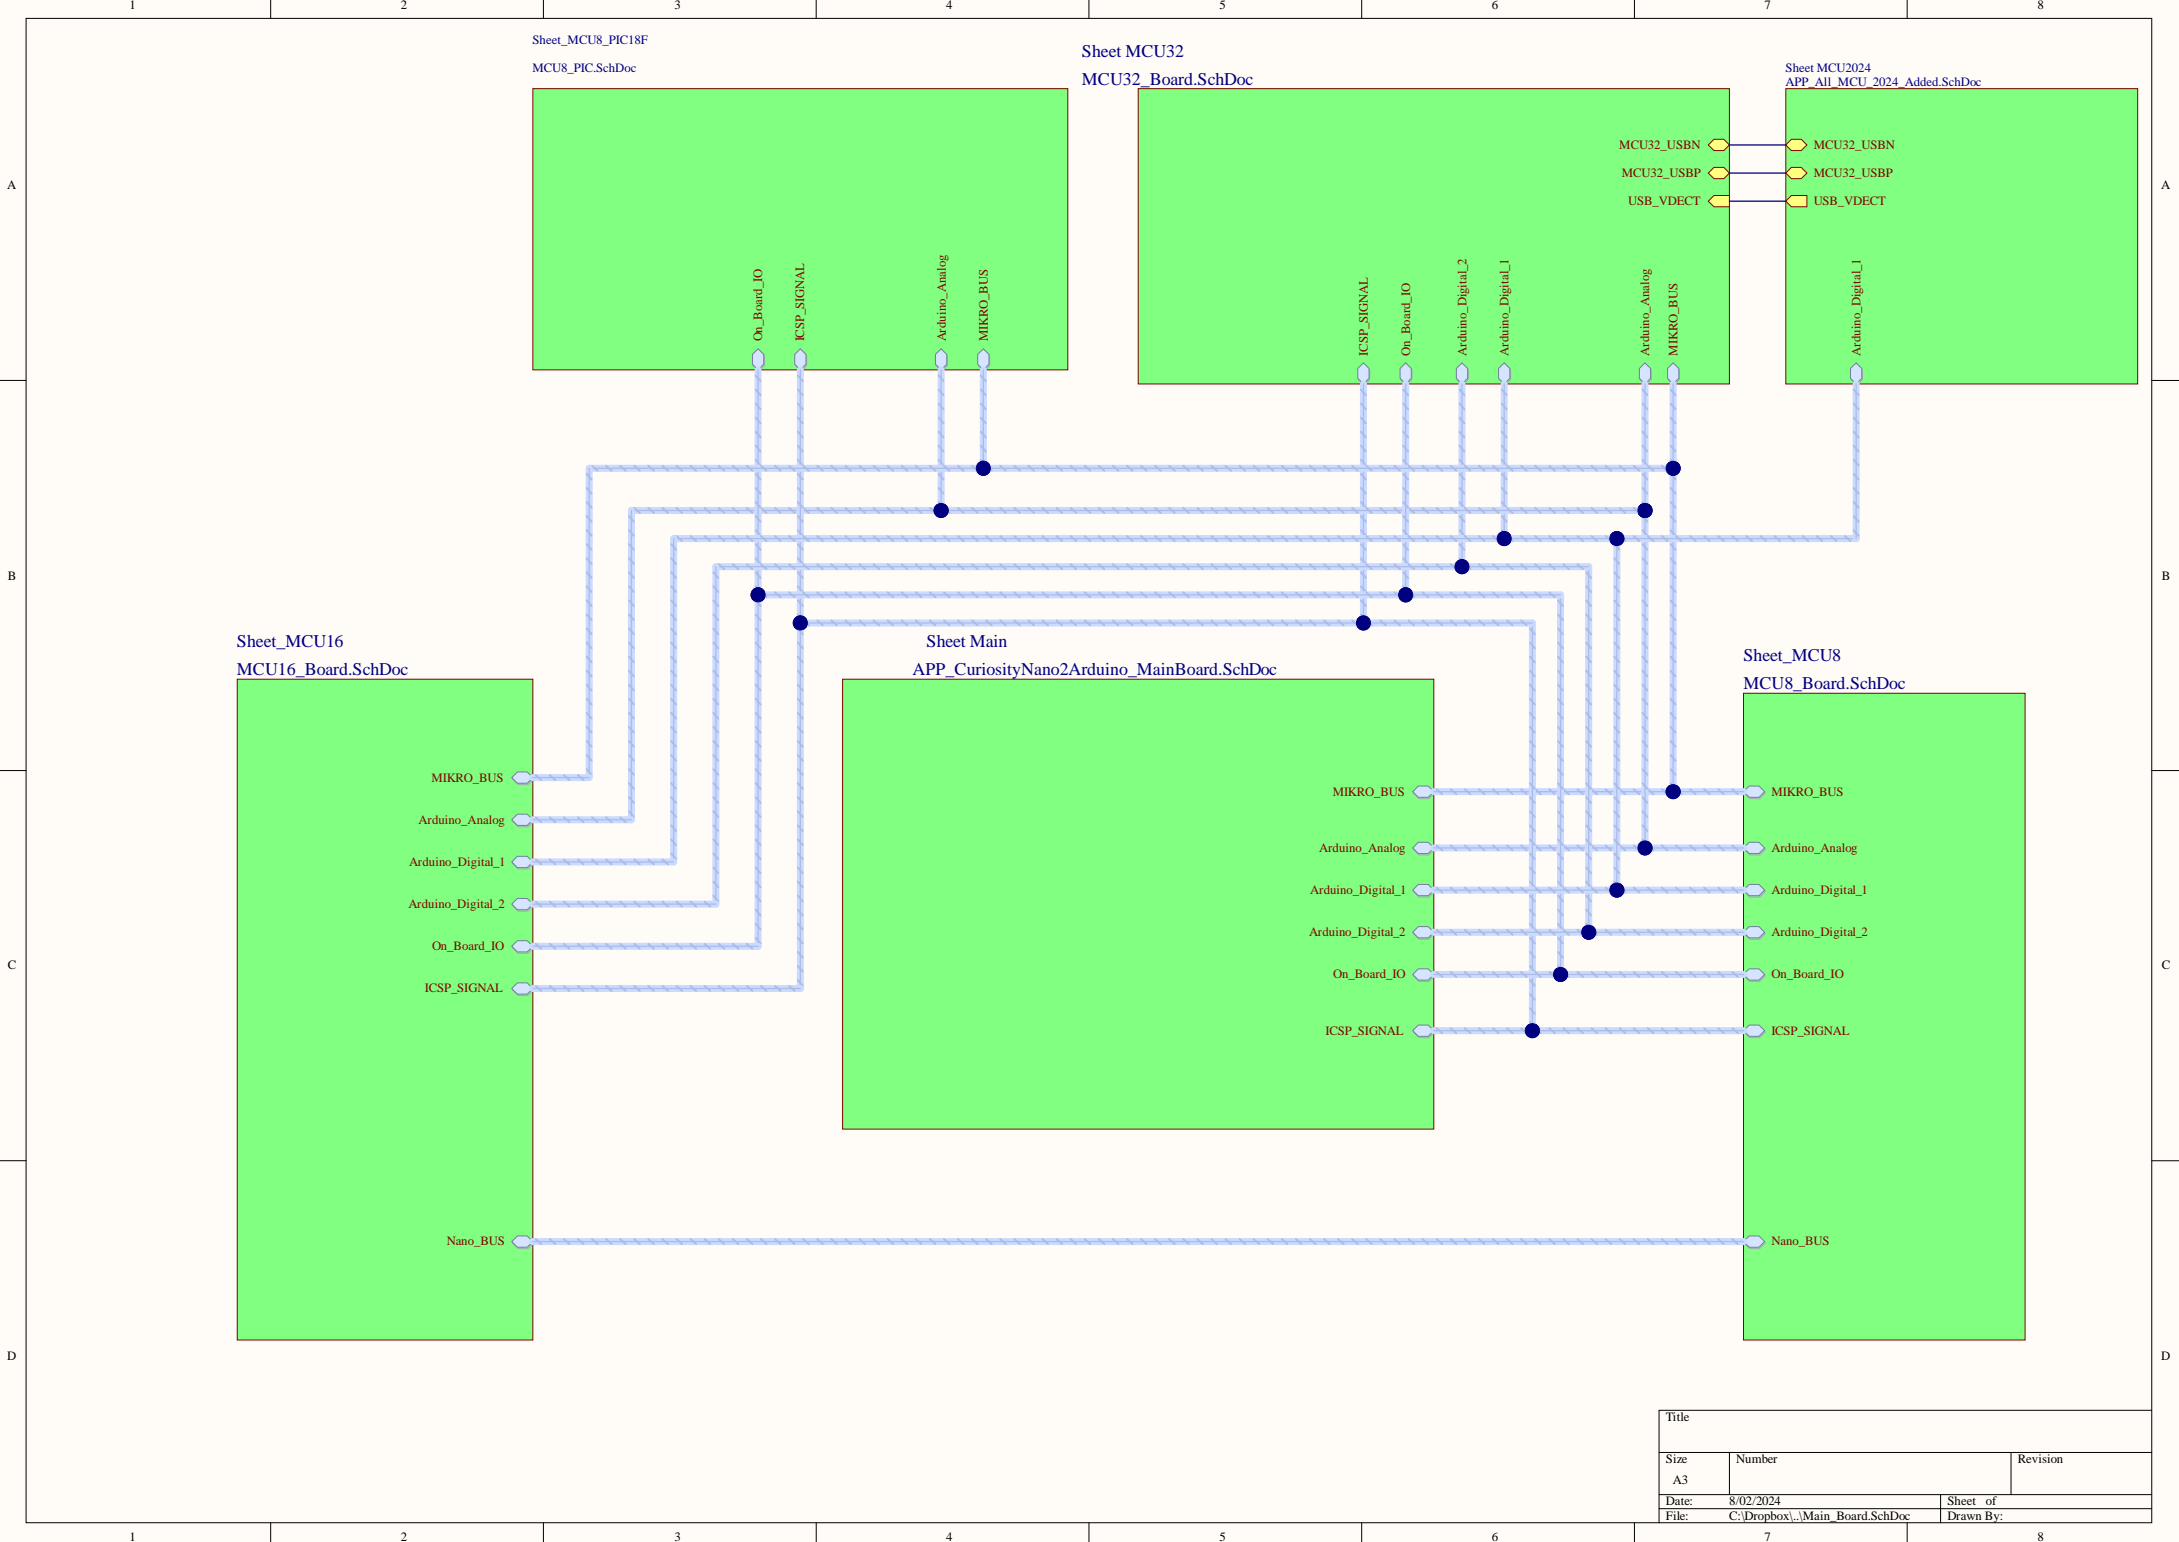 1 2 3 4 5 6 7 8
Sheet_MCU8_PIC18F
MCU8_PIC.SchDoc
Sheet MCU32
MCU32_Board.SchDoc
Sheet MCU2024
APP_All_MCU_2024_Added.SchDoc
MCU32_USBN
MCU32_USBP
USB_VDECT
MCU32_USBN
MCU32_USBP
USB_VDECT
A
A
On_Board_IO
ICSP_SIGNAL
Arduino_Analog
MIKRO_BUS
ICSP_SIGNAL
On_Board_IO
Arduino_Digital_2
Arduino_Digital_1
Arduino_Analog
MIKRO_BUS
Arduino_Digital_1
B
B
Sheet_MCU16
MCU16_Board.SchDoc
MIKRO_BUS
Arduino_Analog
Arduino_Digital_1
Arduino_Digital_2
On_Board_IO
ICSP_SIGNAL
Nano_BUS
Sheet Main
APP_CuriosityNano2Arduino_MainBoard.SchDoc
MIKRO_BUS
Arduino_Analog
Arduino_Digital_1
Arduino_Digital_2
On_Board_IO
ICSP_SIGNAL
Sheet_MCU8
MCU8_Board.SchDoc
MIKRO_BUS
Arduino_Analog
Arduino_Digital_1
Arduino_Digital_2
On_Board_IO
ICSP_SIGNAL
Nano_BUS
C
C
D
D
Title
Size Number Revision
A3
Date: 8/02/2024 Sheet of
File: C:\Dropbox\..\Main_Board.SchDoc Drawn By:
1 2 3 4 5 6 7 8